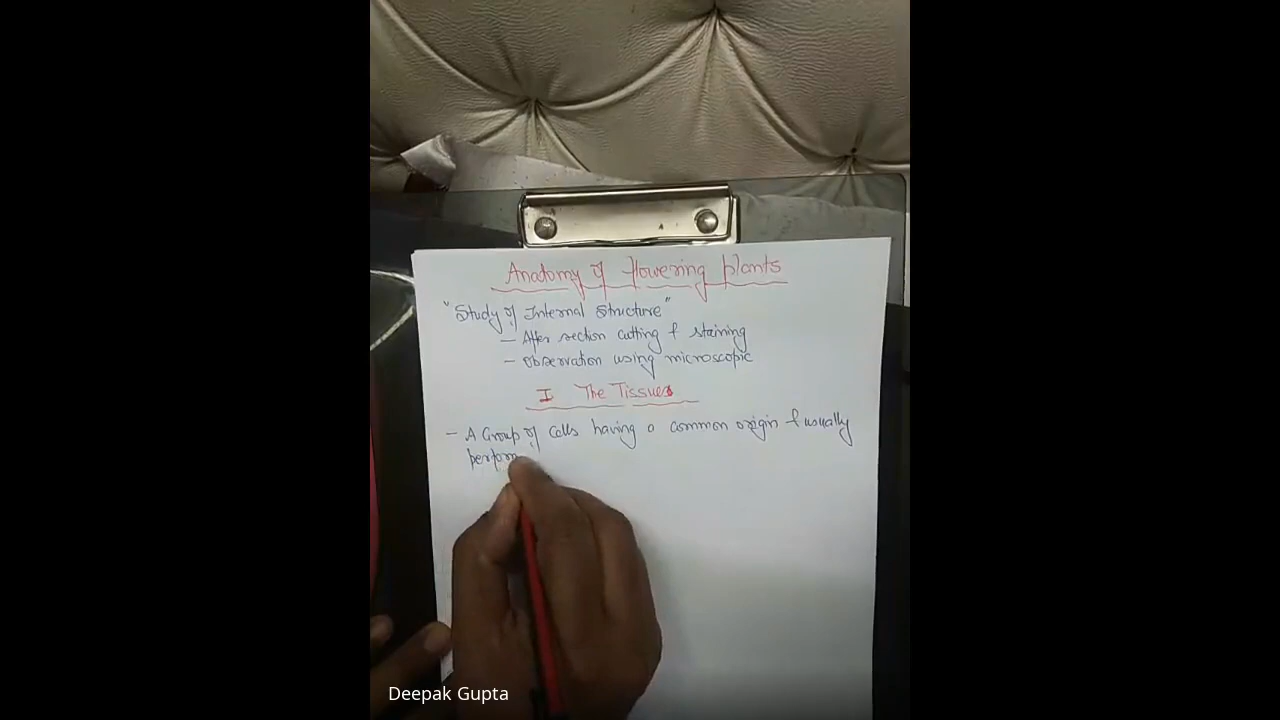 Anatomy of flowering plants
"Study of Internal Structure"
— After section cutting & staining
— observation using microscopic
I The Tissues
— A Group of Cells having a common origin & usually
perform
Deepak Gupta